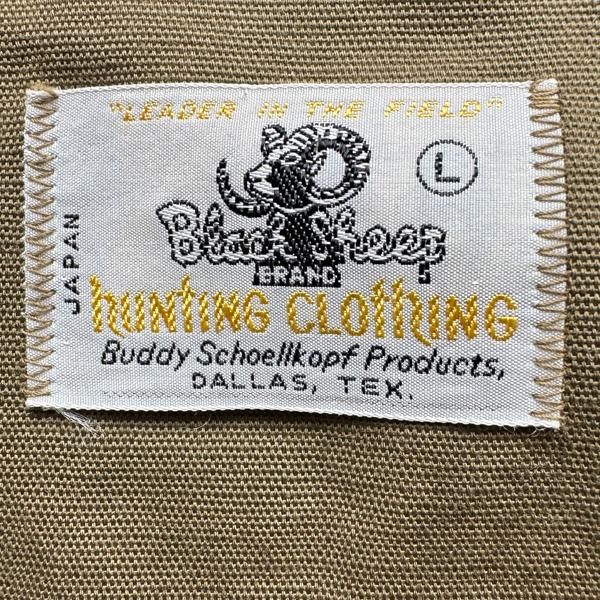 "LEADER IN THE FIELD"
L
Black Sheep
BRAND
JAPAN
hunting clothing
Buddy Schoellkopf Products,
DALLAS, TEX.